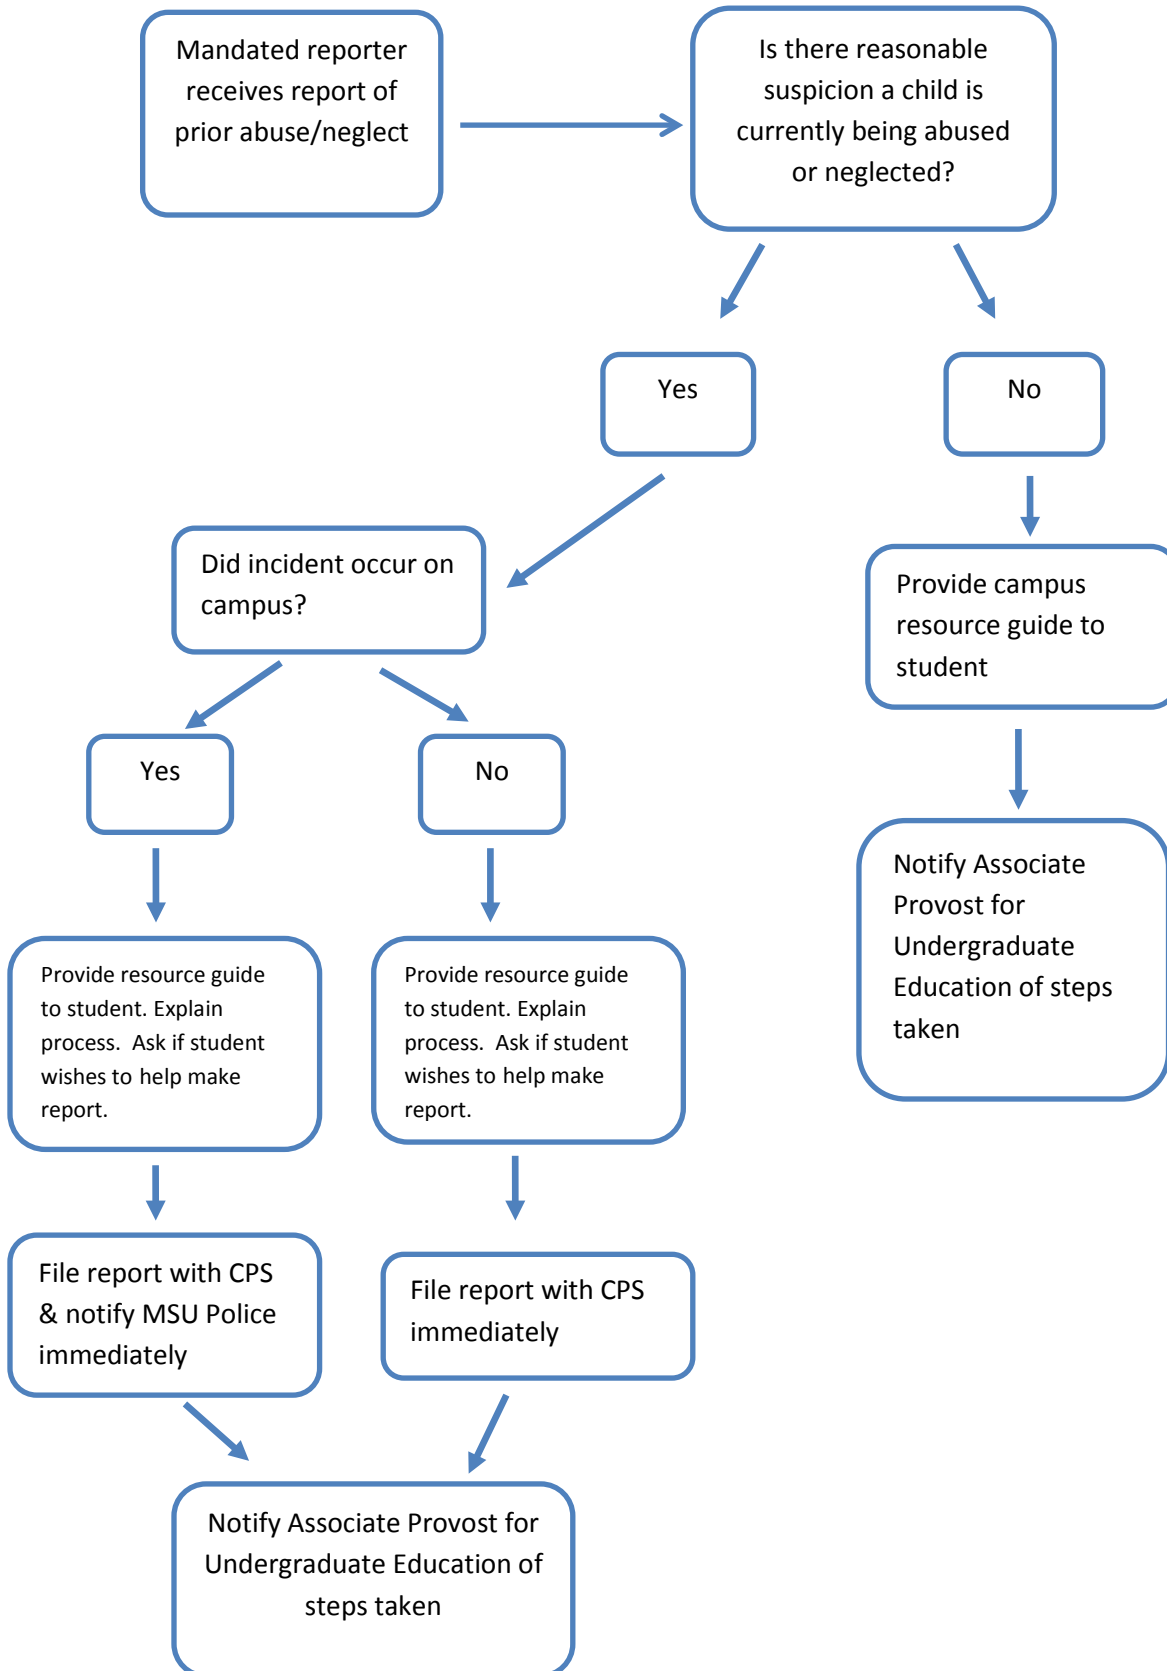 Mandated reporter
receives report of
prior abuse/neglect
Is there reasonable
suspicion a child is
currently being abused
or neglected?
Yes
No
Did incident occur on
campus?
Provide campus
resource guide to
student
Yes
No
Notify Associate
Provost for
Undergraduate
Education of steps
taken
Provide resource guide
to student. Explain
process.  Ask if student
wishes to help make
report.
Provide resource guide
to student. Explain
process.  Ask if student
wishes to help make
report.
File report with CPS
& notify MSU Police
immediately
File report with CPS
immediately
Notify Associate Provost for
Undergraduate Education of
steps taken